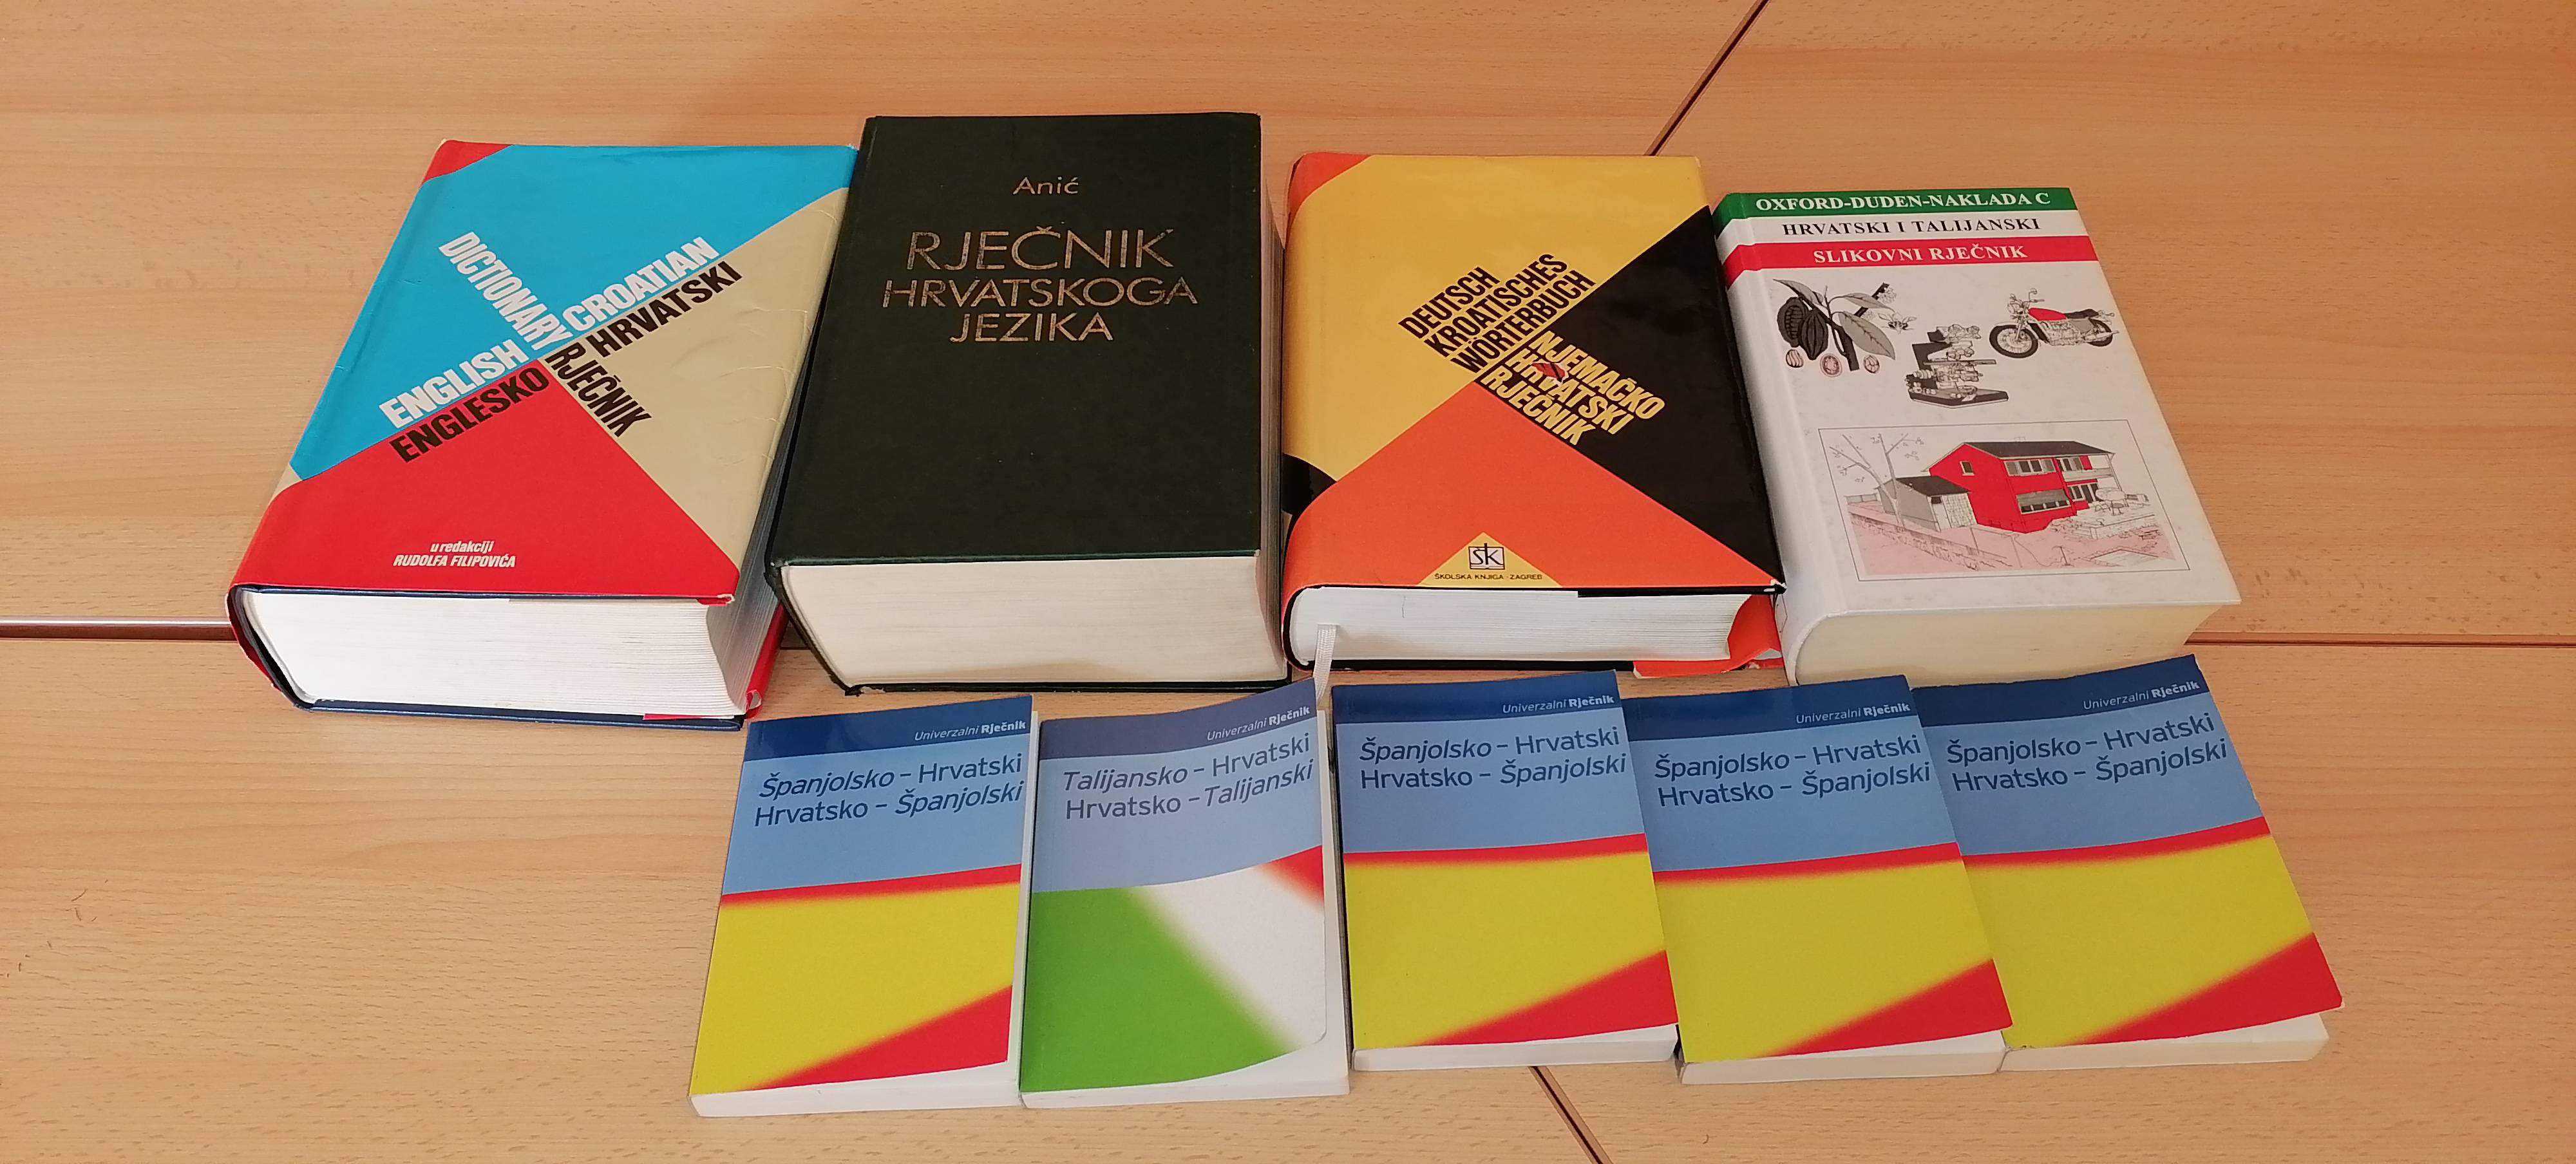 DICTIONARY
ENGLISH CROATIAN
ENGLESKO HRVATSKI
RJEČNIK
u redakciji
RUDOLFA FILIPOVIĆA
Anić
RJEČNIK
HRVATSKOGA
JEZIKA
DEUTSCH
KROATISCHES
WÖRTERBUCH
NJEMAČKO
HRVATSKI
RJEČNIK
ŠK
ŠKOLSKA KNJIGA · ZAGREB
OXFORD-DUDEN-NAKLADA C
HRVATSKI I TALIJANSKI
SLIKOVNI RJEČNIK
Univerzalni Rječnik
Španjolsko – Hrvatski
Hrvatsko – Španjolski
Univerzalni Rječnik
Talijansko – Hrvatski
Hrvatsko – Talijanski
Univerzalni Rječnik
Španjolsko – Hrvatski
Hrvatsko – Španjolski
Univerzalni Rječnik
Španjolsko – Hrvatski
Hrvatsko – Španjolski
Univerzalni Rječnik
Španjolsko – Hrvatski
Hrvatsko – Španjolski